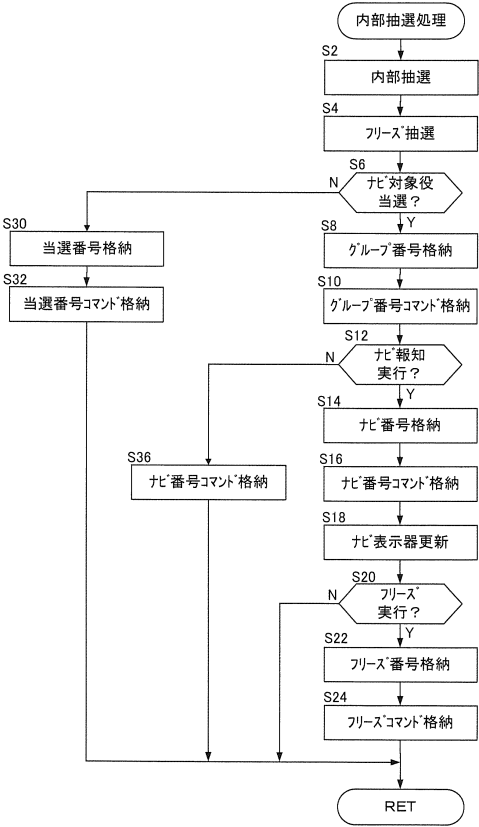 内部抽選処理
S2
内部抽選
S4
フリーズ抽選
S6
ナビ対象役
当選？
N
Y
S30
当選番号格納
S32
当選番号コマンド格納
S8
グループ番号格納
S10
グループ番号コマンド格納
S12
ナビ報知
実行？
N
Y
S14
ナビ番号格納
S36
ナビ番号コマンド格納
S16
ナビ番号コマンド格納
S18
ナビ表示器更新
S20
フリーズ
実行？
N
Y
S22
フリーズ番号格納
S24
フリーズコマンド格納
RET